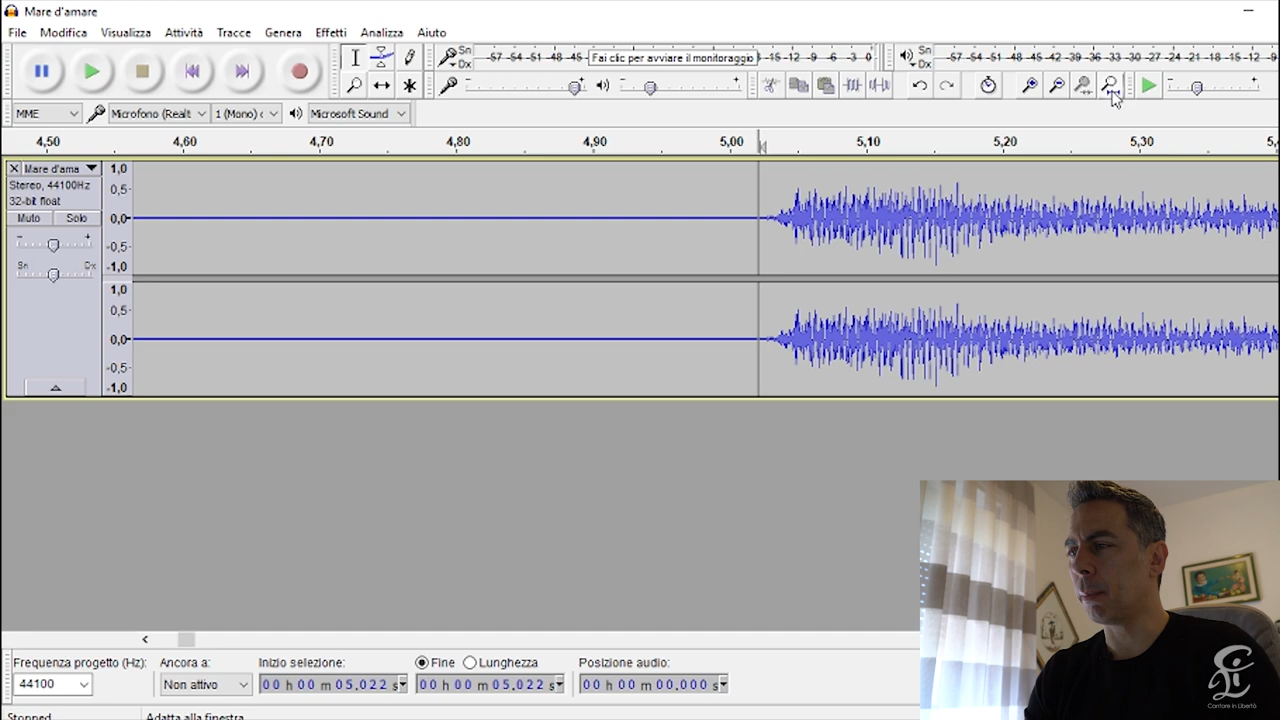 Mare d'amare
File Modifica Visualizza Attività Tracce Genera Effetti Analizza Aiuto
Sn Dx -57 -54 -51 -48 -45 Fai clic per avviare il monitoraggio -15 -12 -9 -6 -3 0 Sn Dx -57 -54 -51 -48 -45 -42 -39 -36 -33 -30 -27 -24 -21 -18 -15 -12 -9
MME Microfono (Realt 1 (Mono) c Microsoft Sound
4,50 4,60 4,70 4,80 4,90 5,00 5,10 5,20 5,30
Mare d'ama
Stereo, 44100Hz
32-bit float
Muto Solo
- +
Sn Dx
1,0
0,5-
0,0-
-0,5-
-1,0
1,0
0,5-
0,0-
-0,5-
-1,0
Frequenza progetto (Hz): Ancora a: Inizio selezione: Fine Lunghezza Posizione audio:
44100 Non attivo 00 h 00 m 05.022 s 00 h 00 m 05.022 s 00 h 00 m 00.000 s
Stopped Adatta alla finestra
Cantore in Libertà